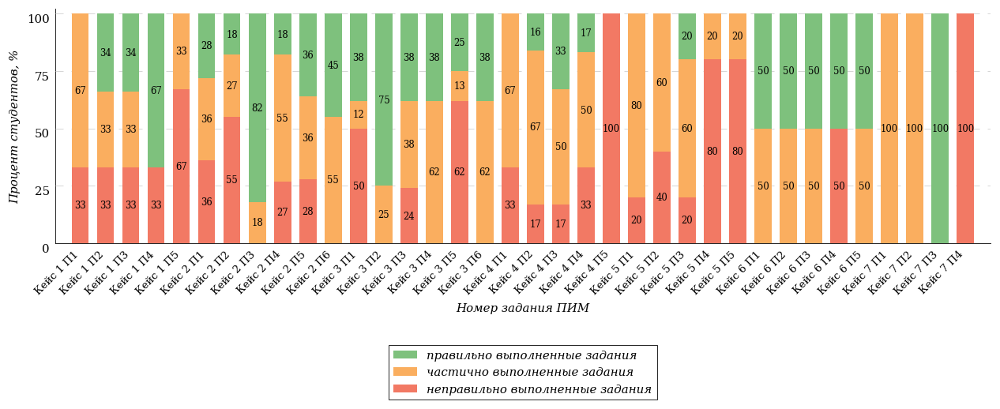 Процент студентов, %
100
75
50
25
0
67 33
34 33 33
34 33 33
67 33
33 67
28 36 36
18 27 55
82 18
18 55 27
36 36 28
45 55
38 12 50
75 25
38 38 24
38 62
25 13 62
38 62
67 33
16 67 17
33 50 17
17 50 33
100
80 20
60 40
20 60 20
20 80
20 80
50 50
50 50
50 50
50 50
50 50
100
100
100
100
Кейс 1 П1
Кейс 1 П2
Кейс 1 П3
Кейс 1 П4
Кейс 1 П5
Кейс 2 П1
Кейс 2 П2
Кейс 2 П3
Кейс 2 П4
Кейс 2 П5
Кейс 2 П6
Кейс 3 П1
Кейс 3 П2
Кейс 3 П3
Кейс 3 П4
Кейс 3 П5
Кейс 3 П6
Кейс 4 П1
Кейс 4 П2
Кейс 4 П3
Кейс 4 П4
Кейс 4 П5
Кейс 5 П1
Кейс 5 П2
Кейс 5 П3
Кейс 5 П4
Кейс 5 П5
Кейс 6 П1
Кейс 6 П2
Кейс 6 П3
Кейс 6 П4
Кейс 6 П5
Кейс 7 П1
Кейс 7 П2
Кейс 7 П3
Кейс 7 П4
Номер задания ПИМ
правильно выполненные задания
частично выполненные задания
неправильно выполненные задания